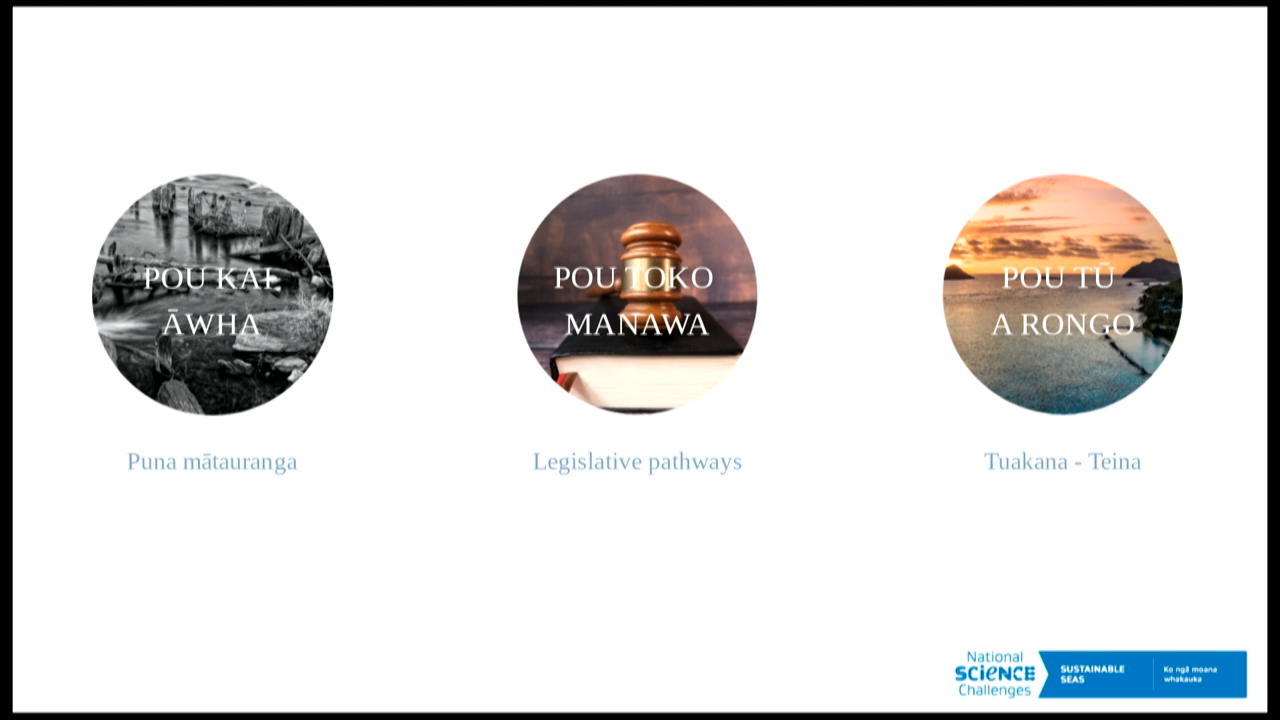 POU KAI
ĀWHA
POU TOKO
MANAWA
POU TŪ
A RONGO
Puna mātauranga
Legislative pathways
Tuakana - Teina
National
SCIENCE
Challenges
SUSTAINABLE
SEAS
Ko ngā moana
whakauka